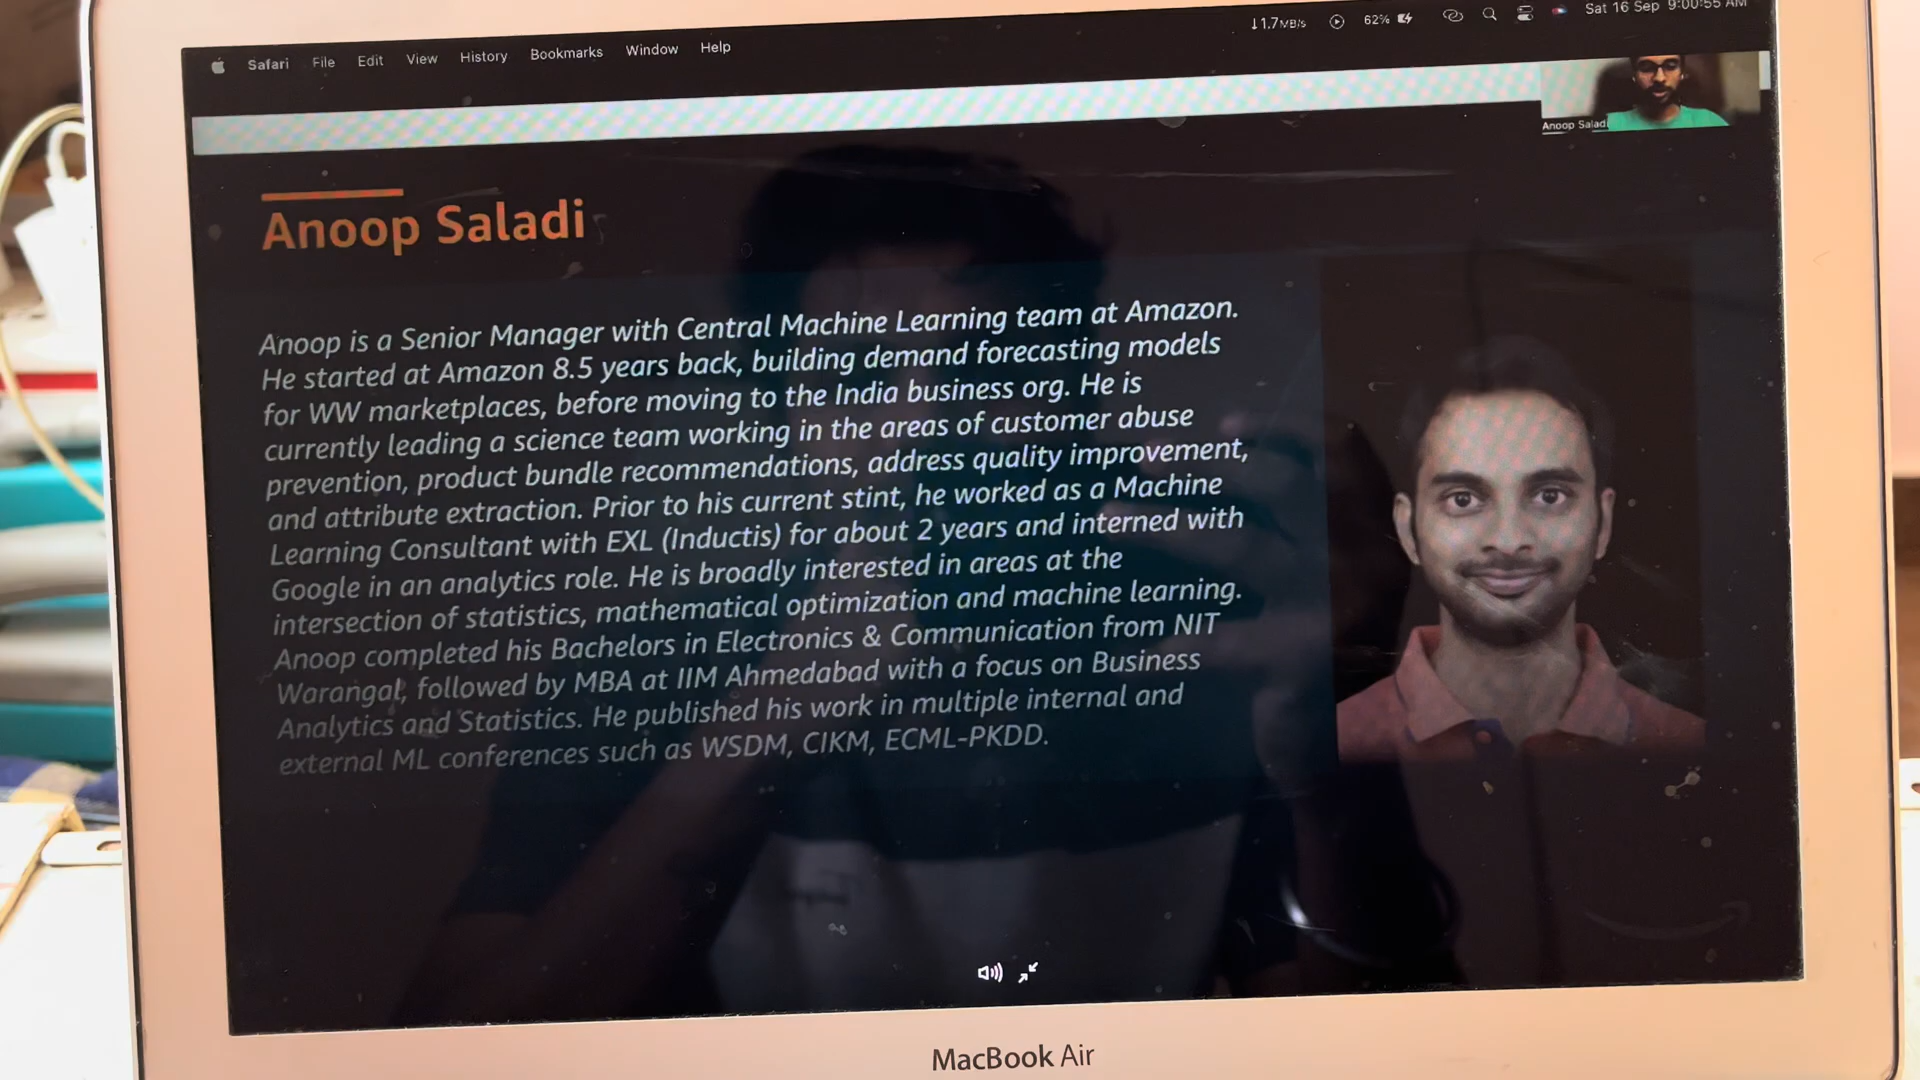 Safari File Edit View History Bookmarks Window Help
↓1.7MB/s 62% Sat 16 Sep 9:00:55 AM
Anoop Saladi
Anoop Saladi
Anoop is a Senior Manager with Central Machine Learning team at Amazon.
He started at Amazon 8.5 years back, building demand forecasting models
for WW marketplaces, before moving to the India business org. He is
currently leading a science team working in the areas of customer abuse
prevention, product bundle recommendations, address quality improvement,
and attribute extraction. Prior to his current stint, he worked as a Machine
Learning Consultant with EXL (Inductis) for about 2 years and interned with
Google in an analytics role. He is broadly interested in areas at the
intersection of statistics, mathematical optimization and machine learning.
Anoop completed his Bachelors in Electronics & Communication from NIT
Warangal, followed by MBA at IIM Ahmedabad with a focus on Business
Analytics and Statistics. He published his work in multiple internal and
external ML conferences such as WSDM, CIKM, ECML-PKDD.
MacBook Air